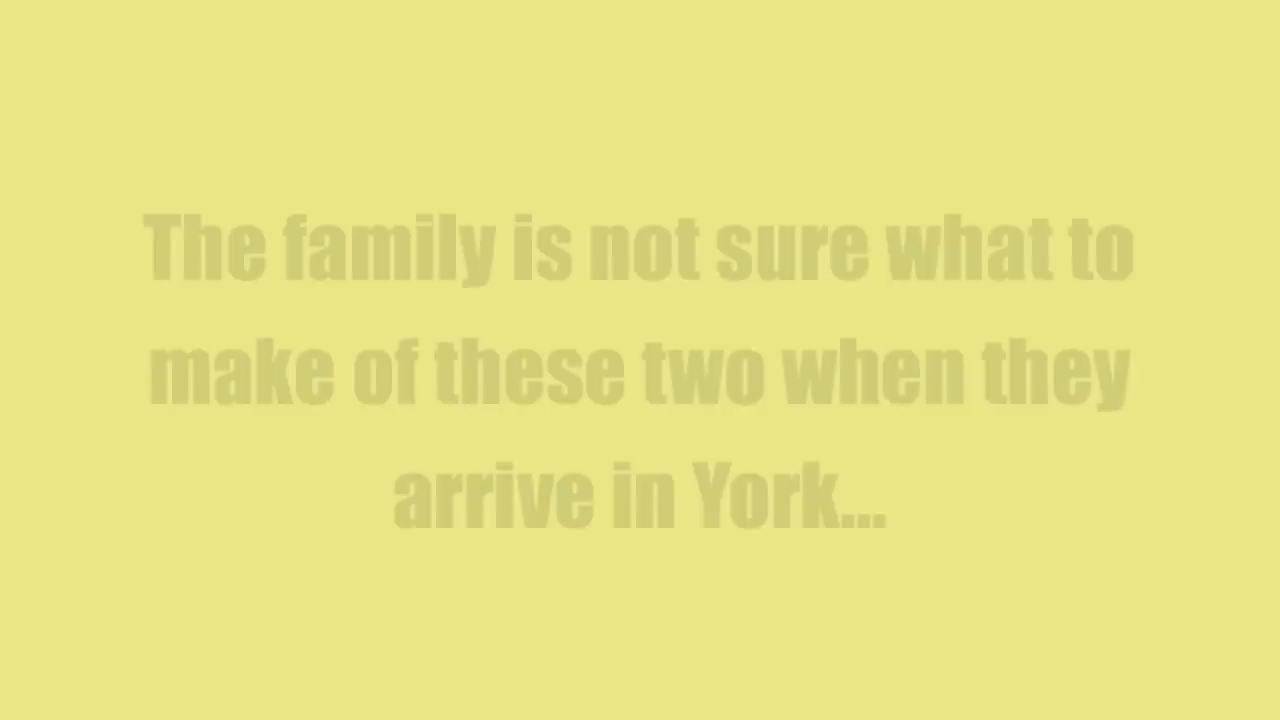 The family is not sure what to
make of these two when they
arrive in York...